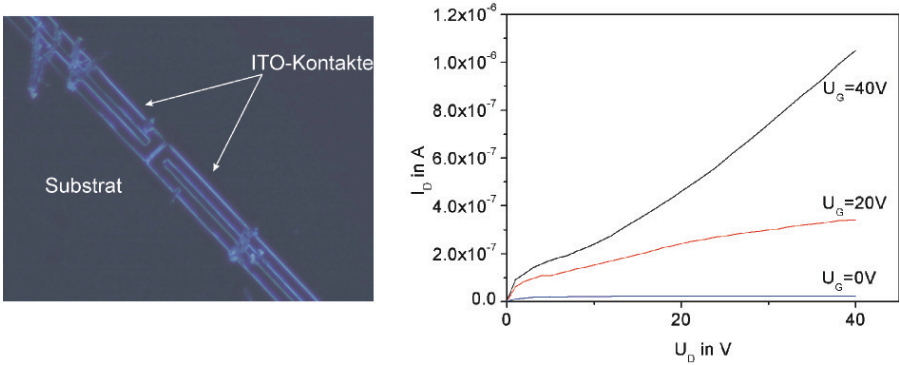 ITO-Kontakte
Substrat
I_D in A
1.2x10^-6
1.0x10^-6
8.0x10^-7
6.0x10^-7
4.0x10^-7
2.0x10^-7
0.0
U_G=40V
U_G=20V
U_G=0V
0
20
40
U_D in V